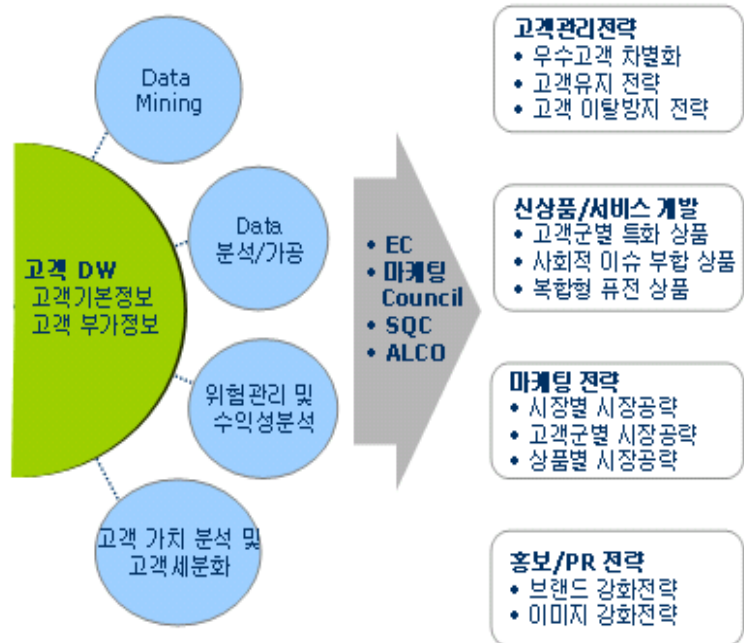 Data
Mining
Data
분석/가공
고객 DW
고객기본정보
고객 부가정보
위험관리 및
수익성분석
고객 가치 분석 및
고객세분화
• EC
• 마케팅
Council
• SQC
• ALCO
고객관리전략
• 우수고객 차별화
• 고객유지 전략
• 고객 이탈방지 전략
신상품/서비스 개발
• 고객군별 특화 상품
• 사회적 이슈 부합 상품
• 복합형 퓨전 상품
마케팅 전략
• 시장별 시장공략
• 고객군별 시장공략
• 상품별 시장공략
홍보/PR 전략
• 브랜드 강화전략
• 이미지 강화전략